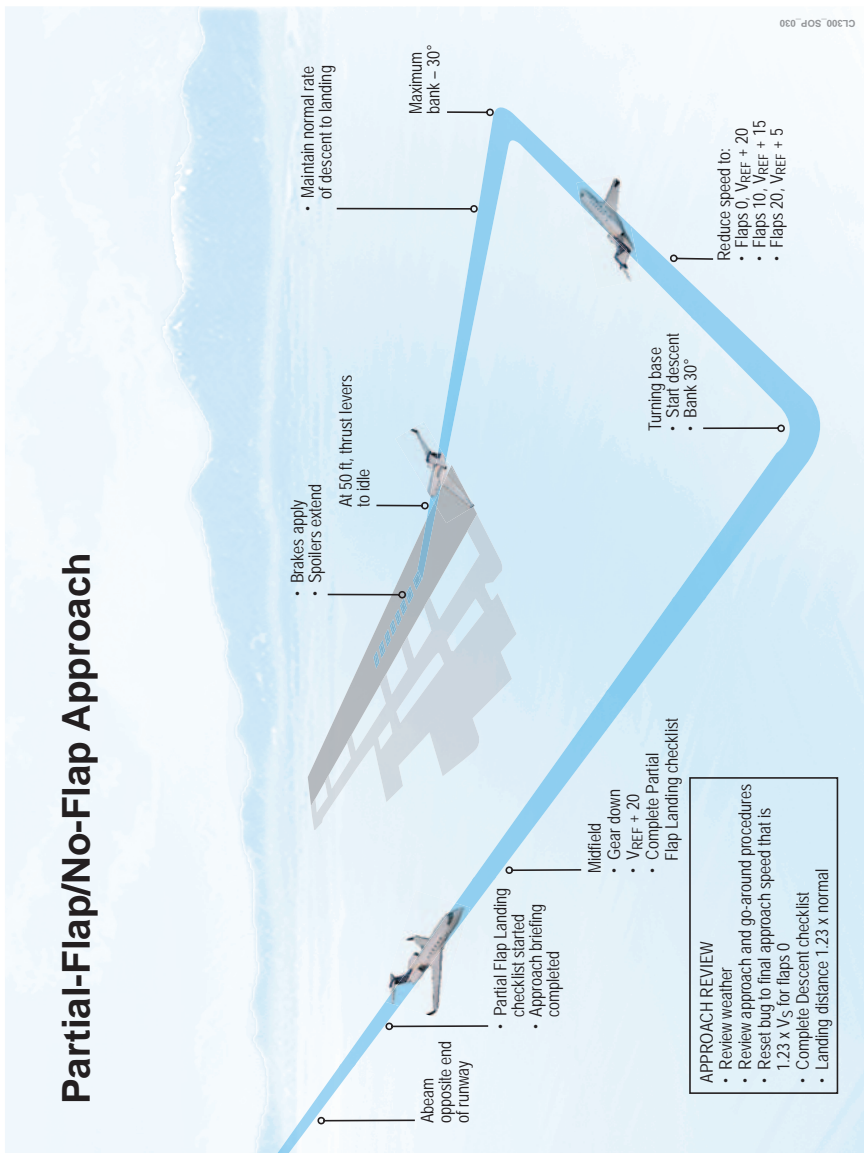 Partial-Flap/No-Flap Approach
Abeam
opposite end
of runway
• Partial Flap Landing
checklist started
• Approach briefing
completed
Midfield
• Gear down
• VREF + 20
• Complete Partial
Flap Landing checklist
Turning base
• Start descent
• Bank 30°
Reduce speed to:
• Flaps 0, VREF + 20
• Flaps 10, VREF + 15
• Flaps 20, VREF + 5
Maximum
bank – 30°
• Maintain normal rate
of descent to landing
At 50 ft, thrust levers
to idle
• Brakes apply
• Spoilers extend
APPROACH REVIEW
• Review weather
• Review approach and go-around procedures
• Reset bug to final approach speed that is
1.23 x VS for flaps 0
• Complete Descent checklist
• Landing distance 1.23 x normal
CL300_SOP_030